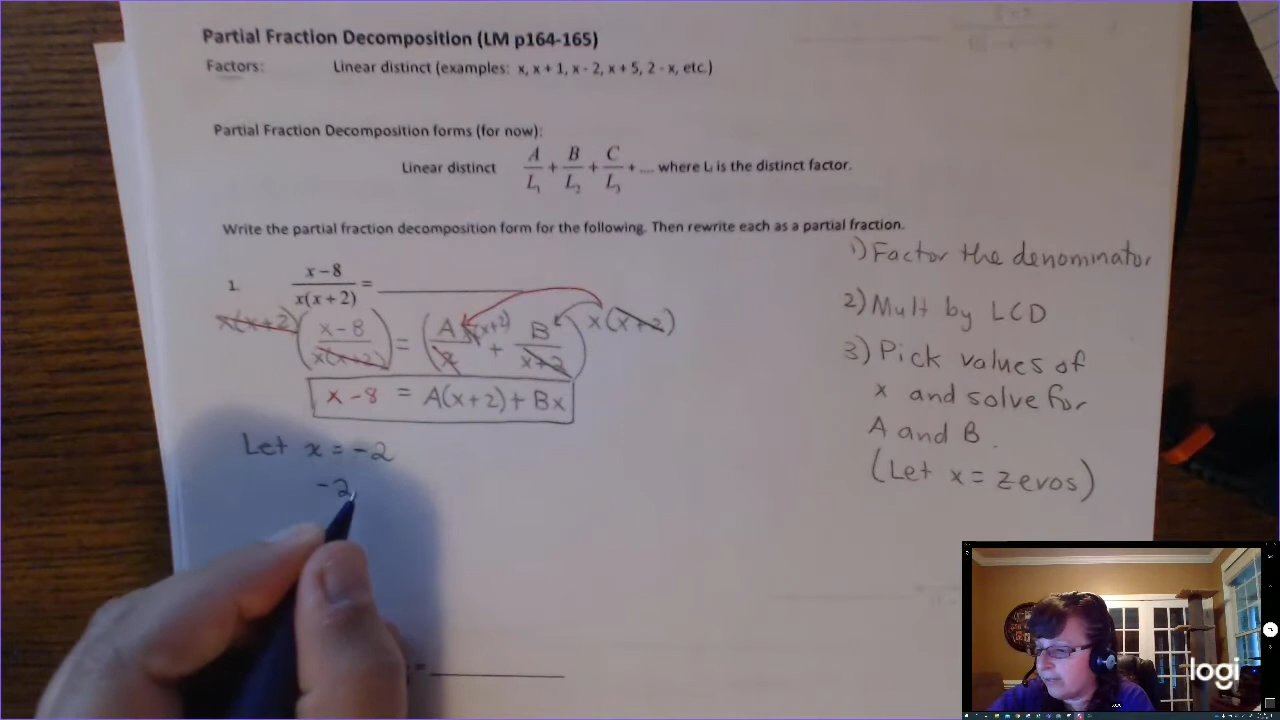 Partial Fraction Decomposition (LM p164-165)
Factors: Linear distinct (examples: x, x + 1, x - 2, x + 5, 2 - x, etc.)
Partial Fraction Decomposition forms (for now):
Linear distinct A/L₁ + B/L₂ + C/L₃ + .... where Lᵢ is the distinct factor.
Write the partial fraction decomposition form for the following. Then rewrite each as a partial fraction.
1. x-8/x(x+2) = ____________
x(x+2) (x-8/x(x+2)) = (A/x + B/x+2) x(x+2)
x(x+2)
x-8 = A(x+2) + Bx
Let x = -2
-2
1) Factor the denominator
2) Mult by LCD
3) Pick values of
x and solve for
A and B.
(Let x = zeros)
= ____________
logi